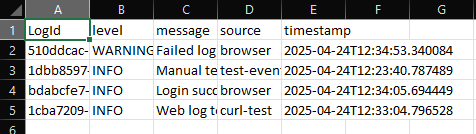 A B C D E F G
1 LogId level message source timestamp
2 510ddcac- WARNING Failed log browser 2025-04-24T12:34:53.340084
3 1dbb8597- INFO Manual te test-even 2025-04-24T12:23:40.787489
4 bdabcfe7- INFO Login succ browser 2025-04-24T12:34:05.694449
5 1cba7209- INFO Web log t curl-test 2025-04-24T12:33:04.796528